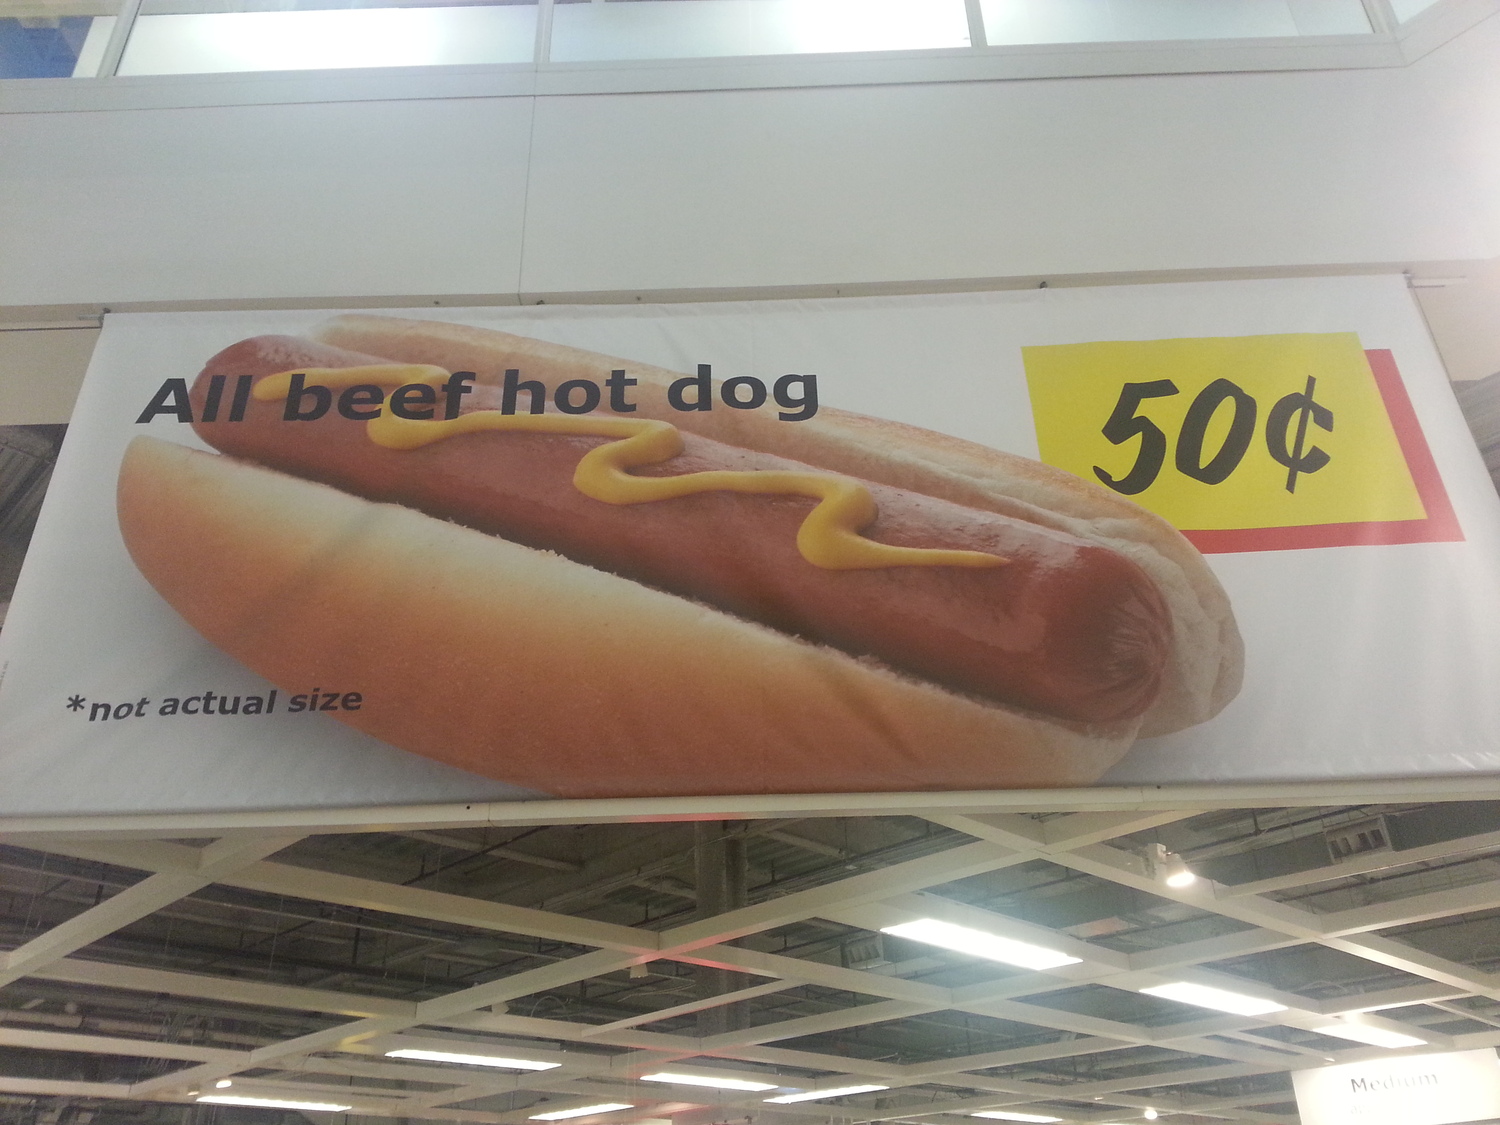 All beef hot dog
50¢
*not actual size
Medium